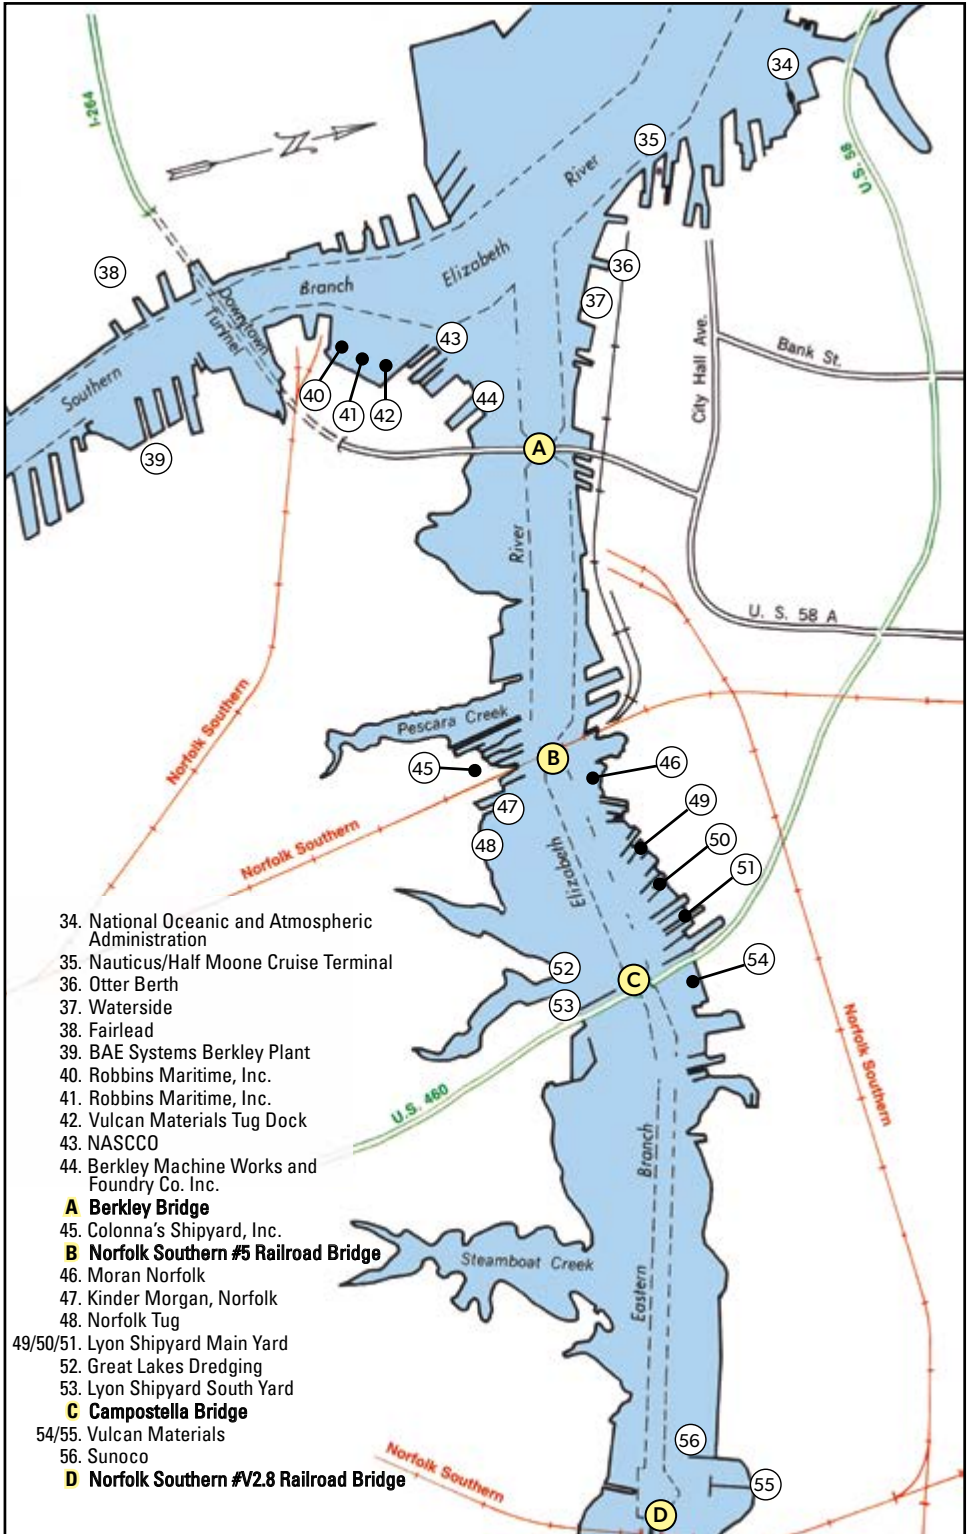 34
I-264
Z
35
U.S. 58
River
Elizabeth
36
38
Branch
37
Downtown
Tunnel
43
City Hall Ave.
Bank St.
Southern
40
41
42
44
39
A
River
U. S. 58 A
Norfolk Southern
Pescara Creek
B
45
46
47
49
Norfolk Southern
48
50
Elizabeth
51
52
54
C
53
Norfolk Southern
U.S. 460
Branch
Steamboat Creek
Eastern
56
Norfolk Southern
55
D
34. National Oceanic and Atmospheric
Administration
35. Nauticus/Half Moone Cruise Terminal
36. Otter Berth
37. Waterside
38. Fairlead
39. BAE Systems Berkley Plant
40. Robbins Maritime, Inc.
41. Robbins Maritime, Inc.
42. Vulcan Materials Tug Dock
43. NASCCO
44. Berkley Machine Works and
Foundry Co. Inc.
A Berkley Bridge
45. Colonna's Shipyard, Inc.
B Norfolk Southern #5 Railroad Bridge
46. Moran Norfolk
47. Kinder Morgan, Norfolk
48. Norfolk Tug
49/50/51. Lyon Shipyard Main Yard
52. Great Lakes Dredging
53. Lyon Shipyard South Yard
C Campostella Bridge
54/55. Vulcan Materials
56. Sunoco
D Norfolk Southern #V2.8 Railroad Bridge